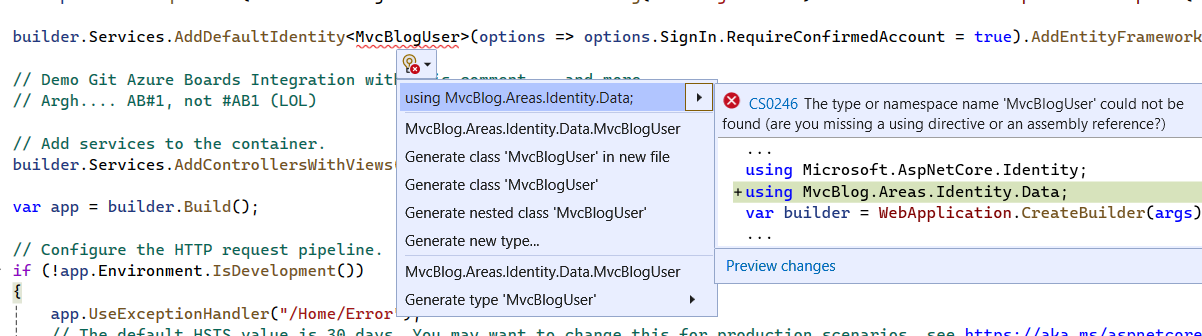 builder.Services.AddDefaultIdentity<MvcBlogUser>(options => options.SignIn.RequireConfirmedAccount = true).AddEntityFramework
// Demo Git Azure Boards Integration with comment and more
// Argh.... AB#1, not #AB1 (LOL)
// Add services to the container.
builder.Services.AddControllersWithViews
var app = builder.Build();
// Configure the HTTP request pipeline.
if (!app.Environment.IsDevelopment())
{
app.UseExceptionHandler("/Home/Error");
// The default HSTS value is 30 days. You may want to change this for production scenarios, see https://aka.ms/aspnetcore
using MvcBlog.Areas.Identity.Data;
MvcBlog.Areas.Identity.Data.MvcBlogUser
Generate class 'MvcBlogUser' in new file
Generate class 'MvcBlogUser'
Generate nested class 'MvcBlogUser'
Generate new type...
MvcBlog.Areas.Identity.Data.MvcBlogUser
Generate type 'MvcBlogUser'
CS0246 The type or namespace name 'MvcBlogUser' could not be
found (are you missing a using directive or an assembly reference?)
...
using Microsoft.AspNetCore.Identity;
+using MvcBlog.Areas.Identity.Data;
var builder = WebApplication.CreateBuilder(args)
...
Preview changes